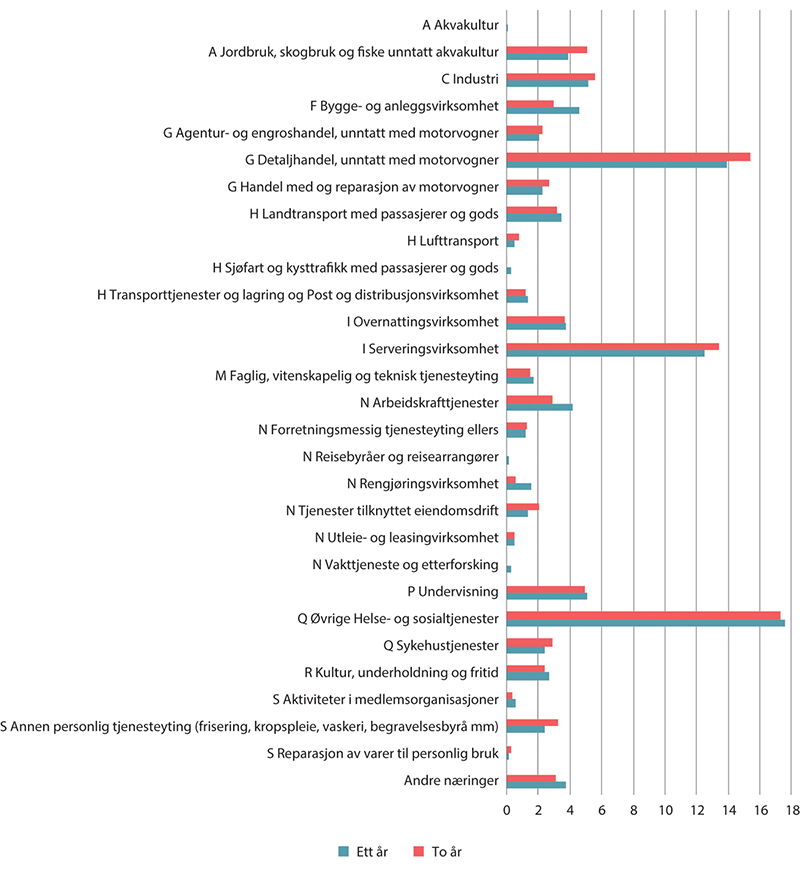 A Akvakultur
A Jordbruk, skogbruk og fiske unntatt akvakultur
C Industri
F Bygge- og anleggsvirksomhet
G Agentur- og engroshandel, unntatt med motorvogner
G Detaljhandel, unntatt med motorvogner
G Handel med og reparasjon av motorvogner
H Landtransport med passasjerer og gods
H Lufttransport
H Sjøfart og kysttrafikk med passasjerer og gods
H Transporttjenester og lagring og Post og distribusjonsvirksomhet
I Overnattingsvirksomhet
I Serveringsvirksomhet
M Faglig, vitenskapelig og teknisk tjenesteyting
N Arbeidskrafttjenester
N Forretningsmessig tjenesteyting ellers
N Reisebyråer og reisearrangører
N Rengjøringsvirksomhet
N Tjenester tilknyttet eiendomsdrift
N Utleie- og leasingvirksomhet
N Vakttjeneste og etterforsking
P Undervisning
Q Øvrige Helse- og sosialtjenester
Q Sykehustjenester
R Kultur, underholdning og fritid
S Aktiviteter i medlemsorganisasjoner
S Annen personlig tjenesteyting (frisering, kropspleie, vaskeri, begravelsesbyrå mm)
S Reparasjon av varer til personlig bruk
Andre næringer
0 2 4 6 8 10 12 14 16 18
Ett år To år